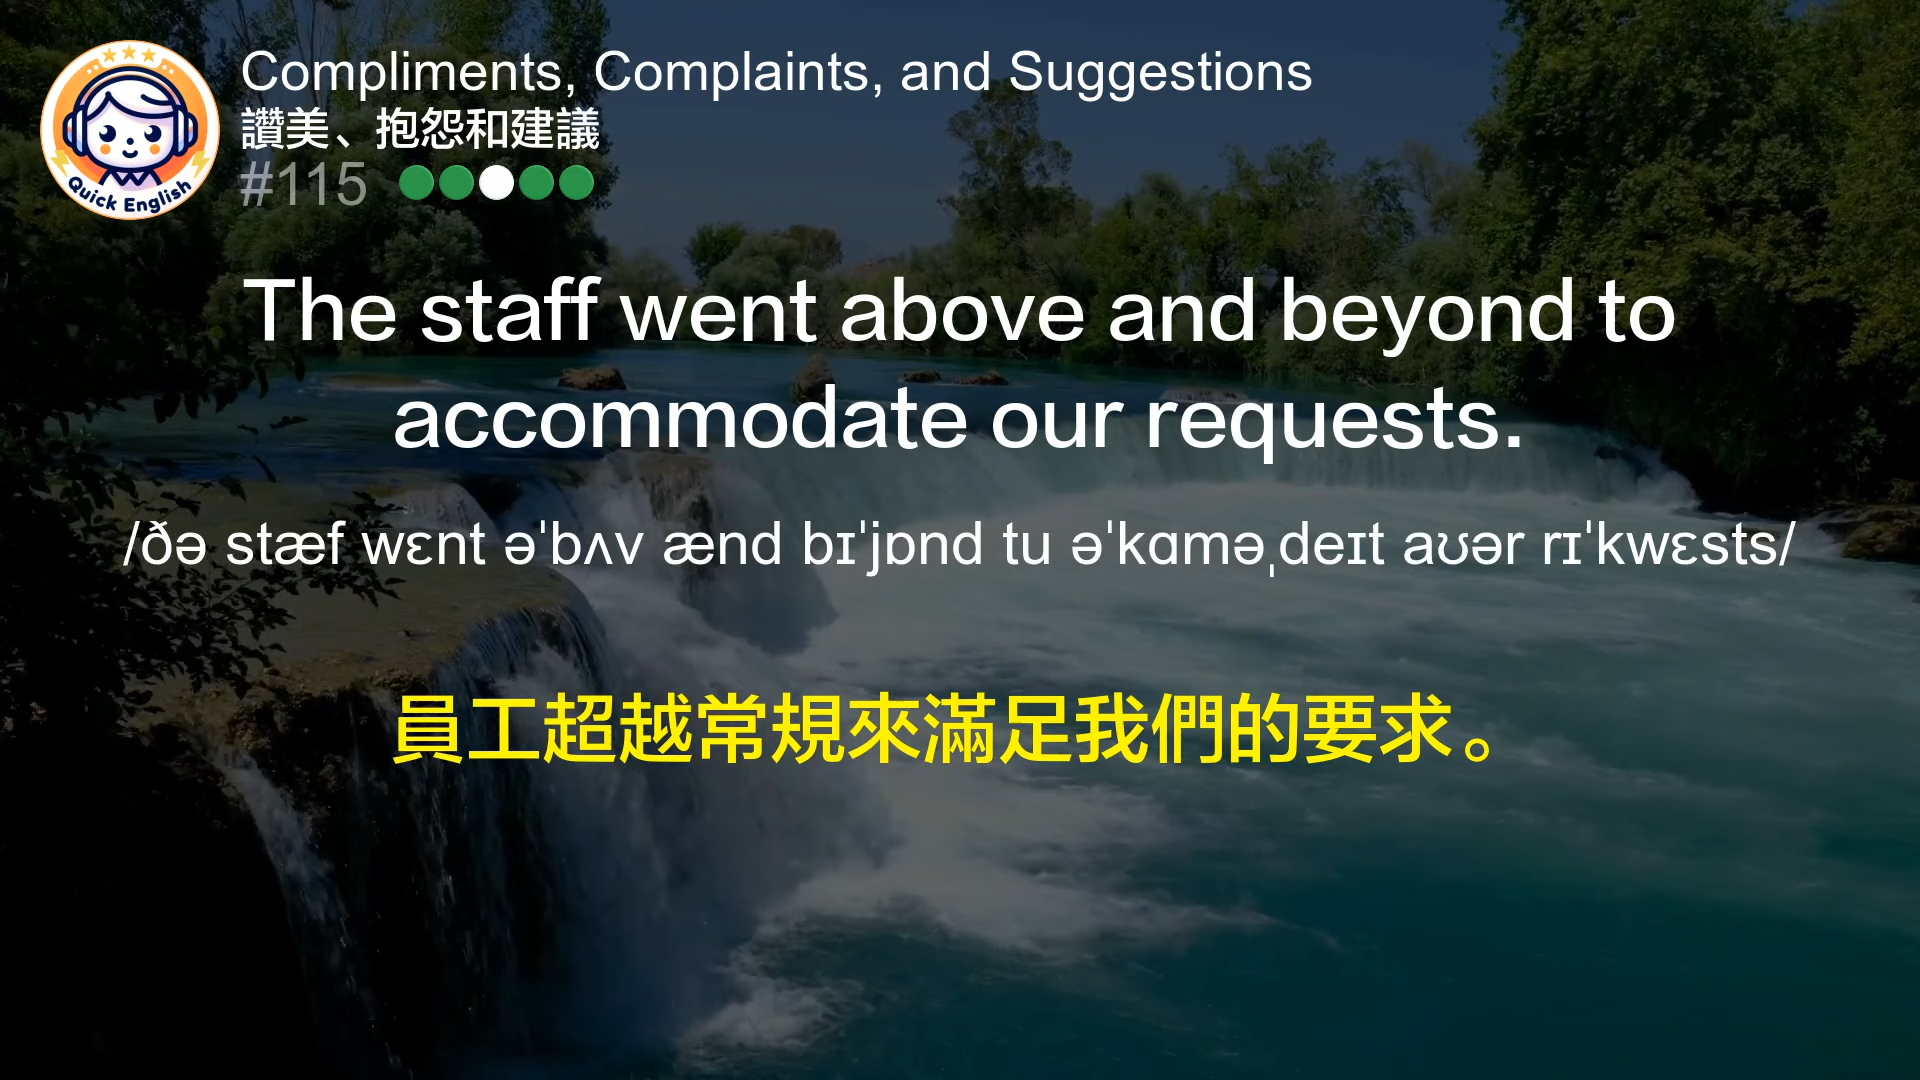 Quick English
Compliments, Complaints, and Suggestions
讚美、抱怨和建議
#115
The staff went above and beyond to
accommodate our requests.
/ðə stæf wɛnt əˈbʌv ænd bɪˈjɒnd tu əˈkɑməˌdeɪt aʊər rɪˈkwɛsts/
員工超越常規來滿足我們的要求。